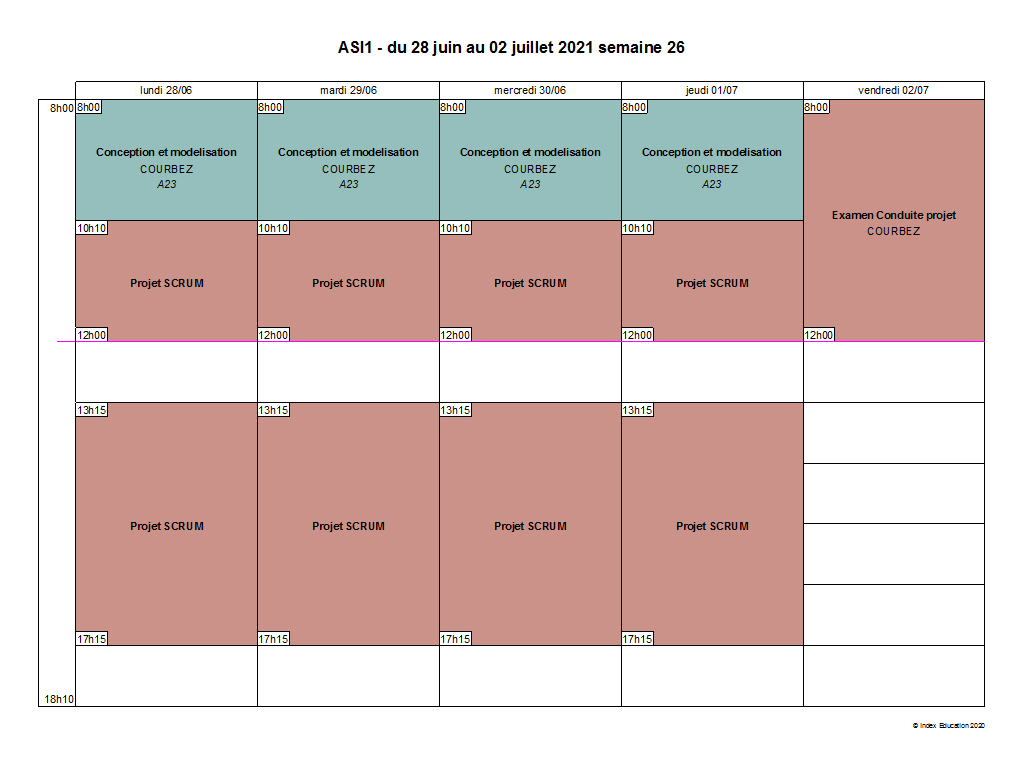 ASI1 - du 28 juin au 02 juillet 2021 semaine 26
lundi 28/06 mardi 29/06 mercredi 30/06 jeudi 01/07 vendredi 02/07
8h00 8h00 8h00 8h00 8h00 8h00
Conception et modelisation Conception et modelisation Conception et modelisation Conception et modelisation
COURBEZ COURBEZ COURBEZ COURBEZ
A23 A23 A23 A23
Examen Conduite projet
10h10 10h10 10h10 10h10 COURBEZ
Projet SCRUM Projet SCRUM Projet SCRUM Projet SCRUM
12h00 12h00 12h00 12h00 12h00
13h15 13h15 13h15 13h15
Projet SCRUM Projet SCRUM Projet SCRUM Projet SCRUM
17h15 17h15 17h15 17h15
18h10
© Index Education 2020